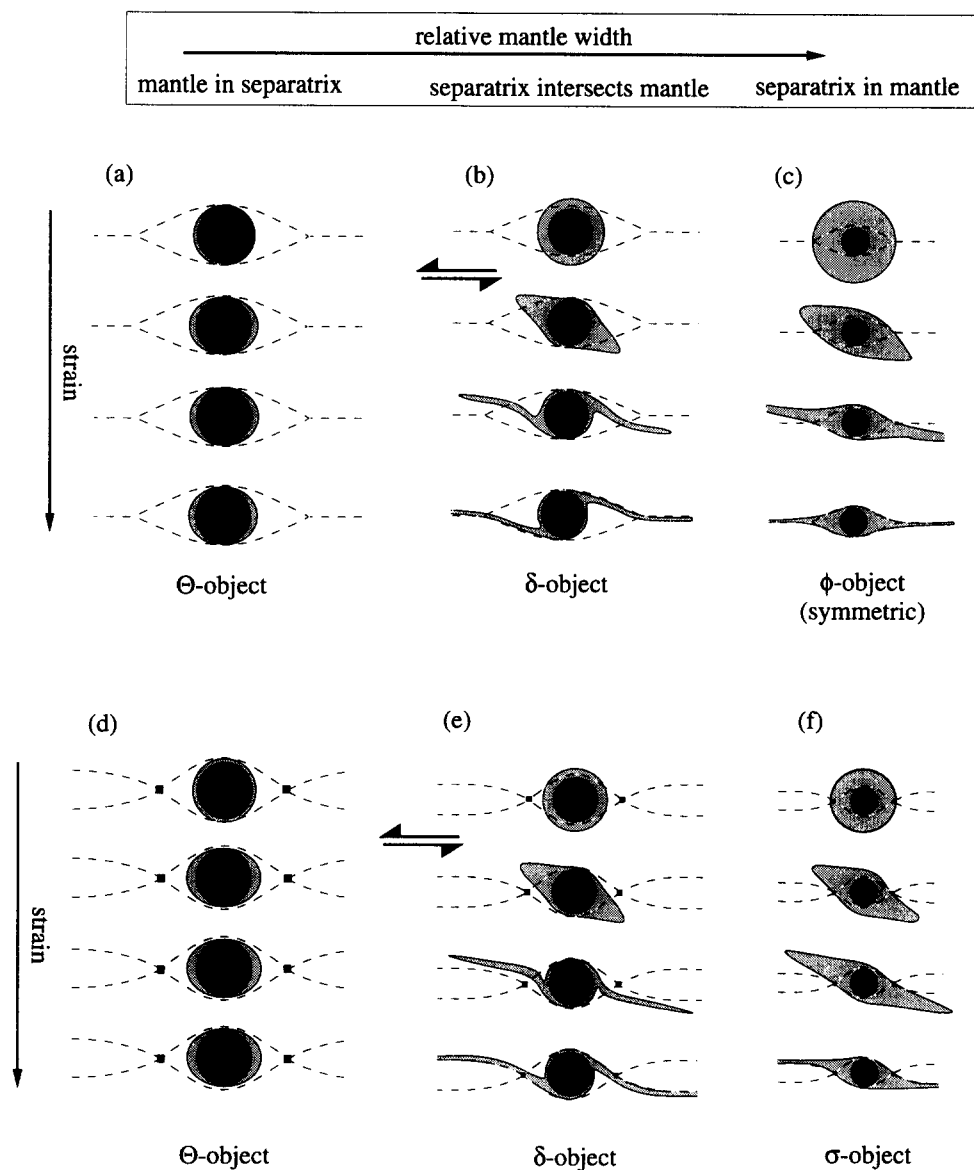 relative mantle width
mantle in separatrix separatrix intersects mantle separatrix in mantle
(a) (b) (c)
strain
Θ-object δ-object ϕ-object
(symmetric)
(d) (e) (f)
strain
Θ-object δ-object σ-object